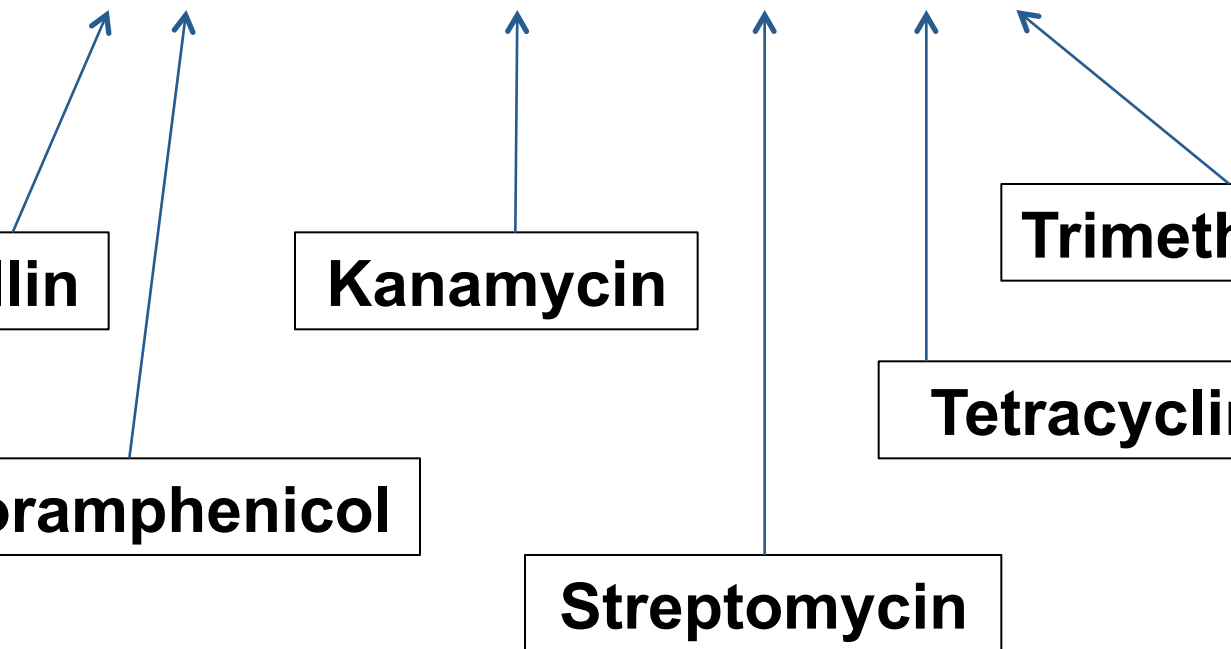 Trimeth
llin
Kanamycin
Tetracyclin
oramphenicol
Streptomycin